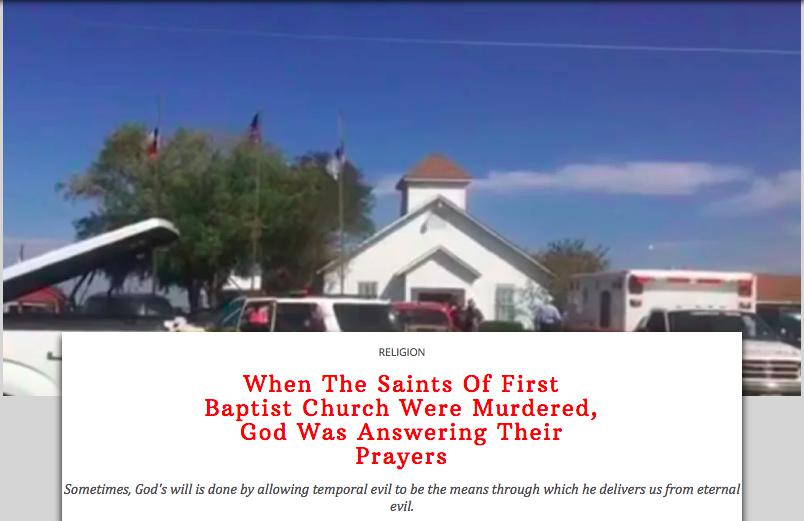 RELIGION
When The Saints Of First
Baptist Church Were Murdered,
God Was Answering Their
Prayers
Sometimes, God's will is done by allowing temporal evil to be the means through which he delivers us from eternal
evil.